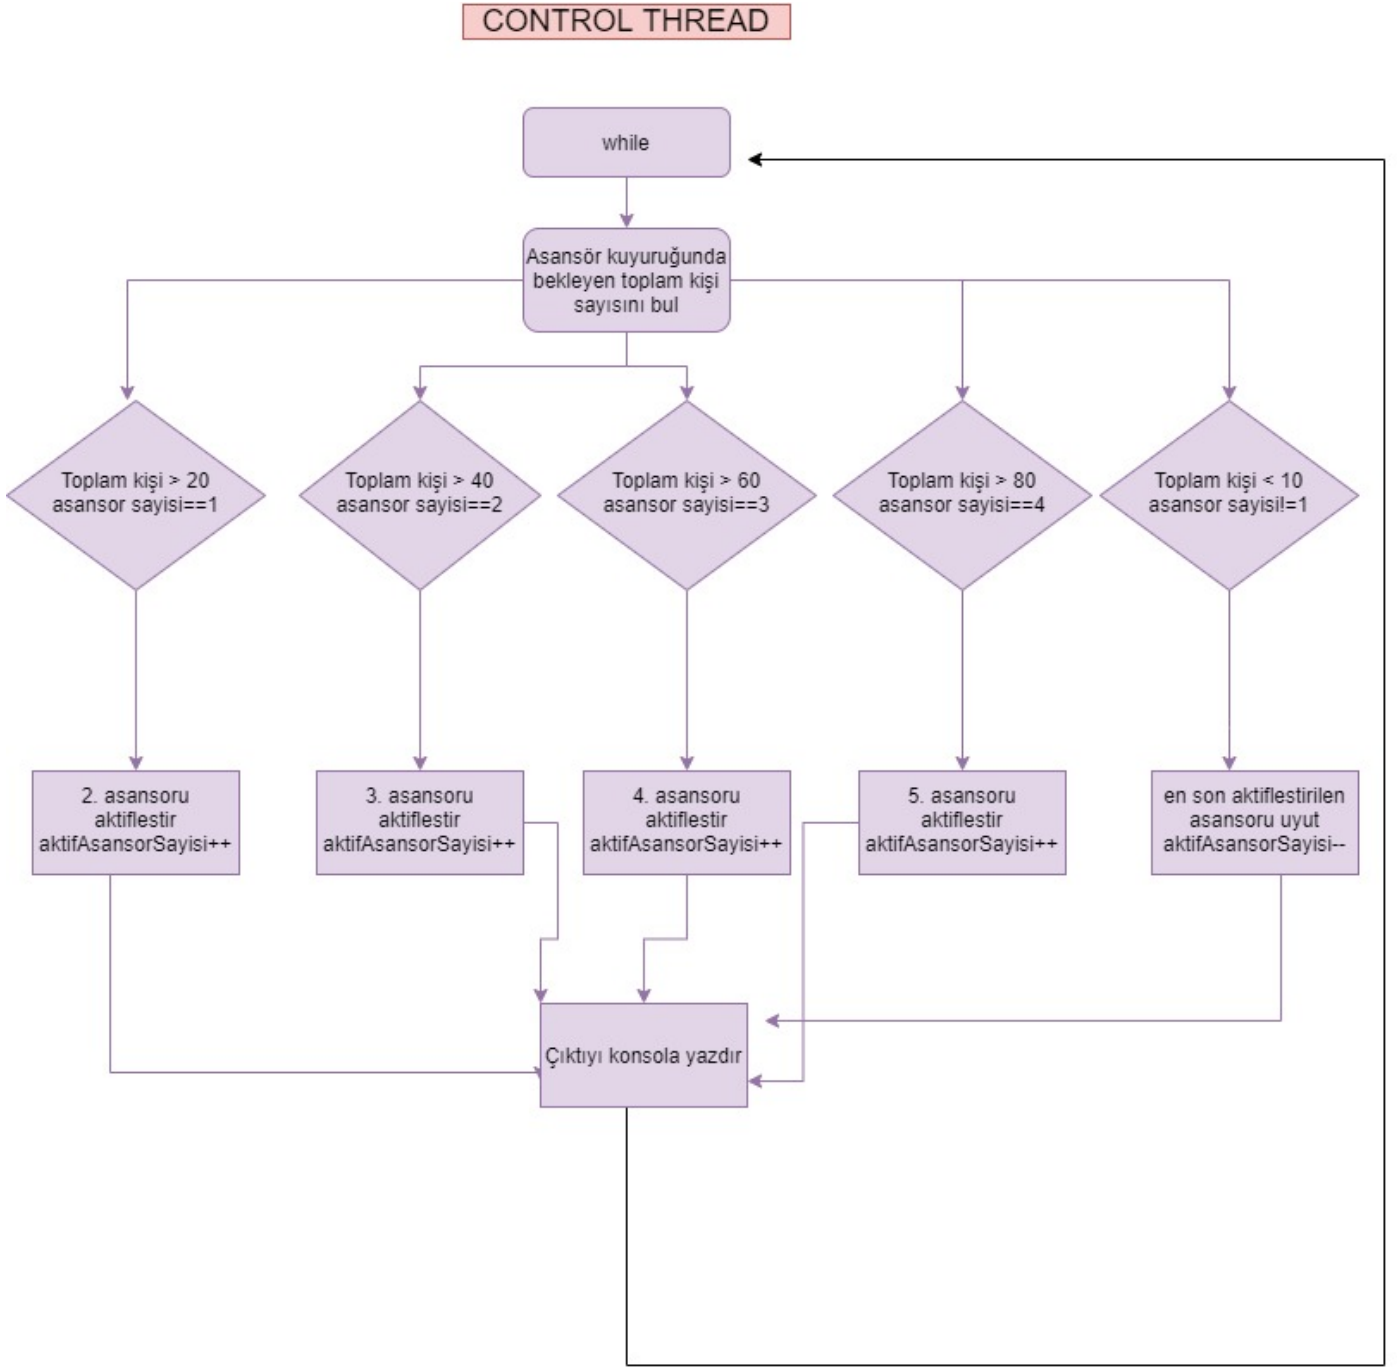 CONTROL THREAD
while
Asansör kuyuruğunda
bekleyen toplam kişi
sayısını bul
Toplam kişi > 20
asansor sayisi==1
Toplam kişi > 40
asansor sayisi==2
Toplam kişi > 60
asansor sayisi==3
Toplam kişi > 80
asansor sayisi==4
Toplam kişi < 10
asansor sayisi!=1
2. asansoru
aktiflestir
aktifAsansorSayisi++
3. asansoru
aktiflestir
aktifAsansorSayisi++
4. asansoru
aktiflestir
aktifAsansorSayisi++
5. asansoru
aktiflestir
aktifAsansorSayisi++
en son aktiflestirilen
asansoru uyut
aktifAsansorSayisi--
Çıktıyı konsola yazdır